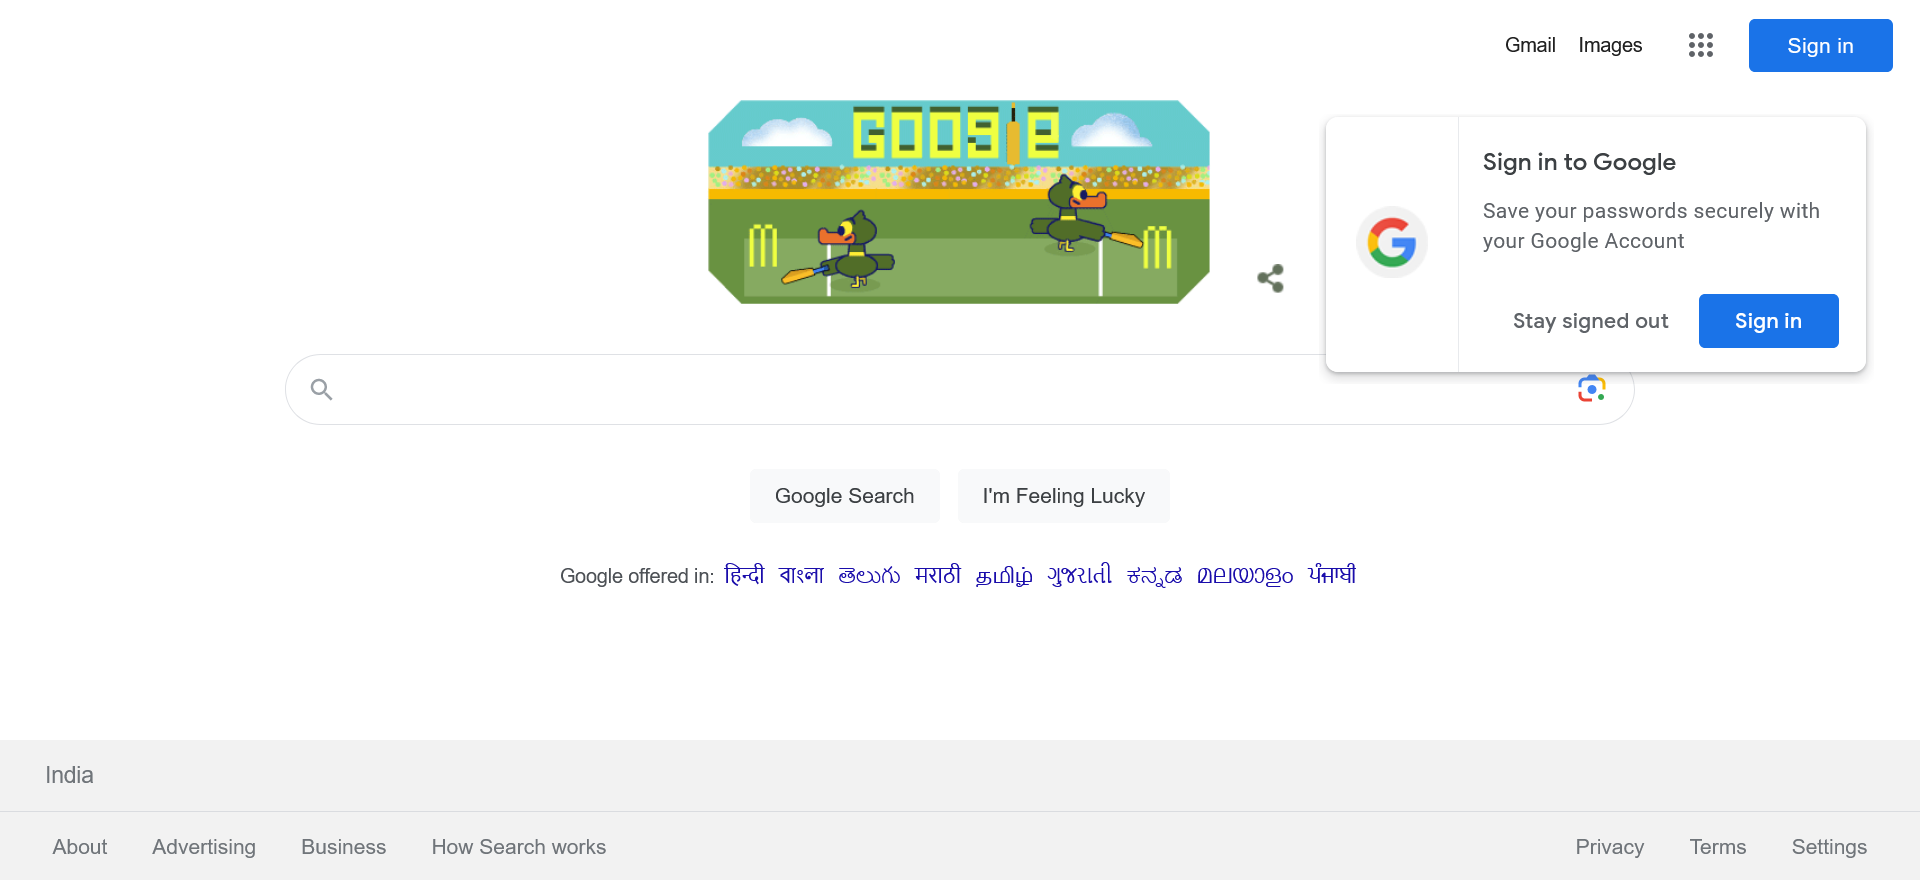 Gmail Images Sign in
GOOGLE
Sign in to Google
Save your passwords securely with
your Google Account
Stay signed out Sign in
Google Search I'm Feeling Lucky
Google offered in: हिन्दी বাংলা తెలుగు मराठी தமிழ் ગુજરાતી ಕನ್ನಡ മലയാളം ਪੰਜਾਬੀ
India
About Advertising Business How Search works Privacy Terms Settings